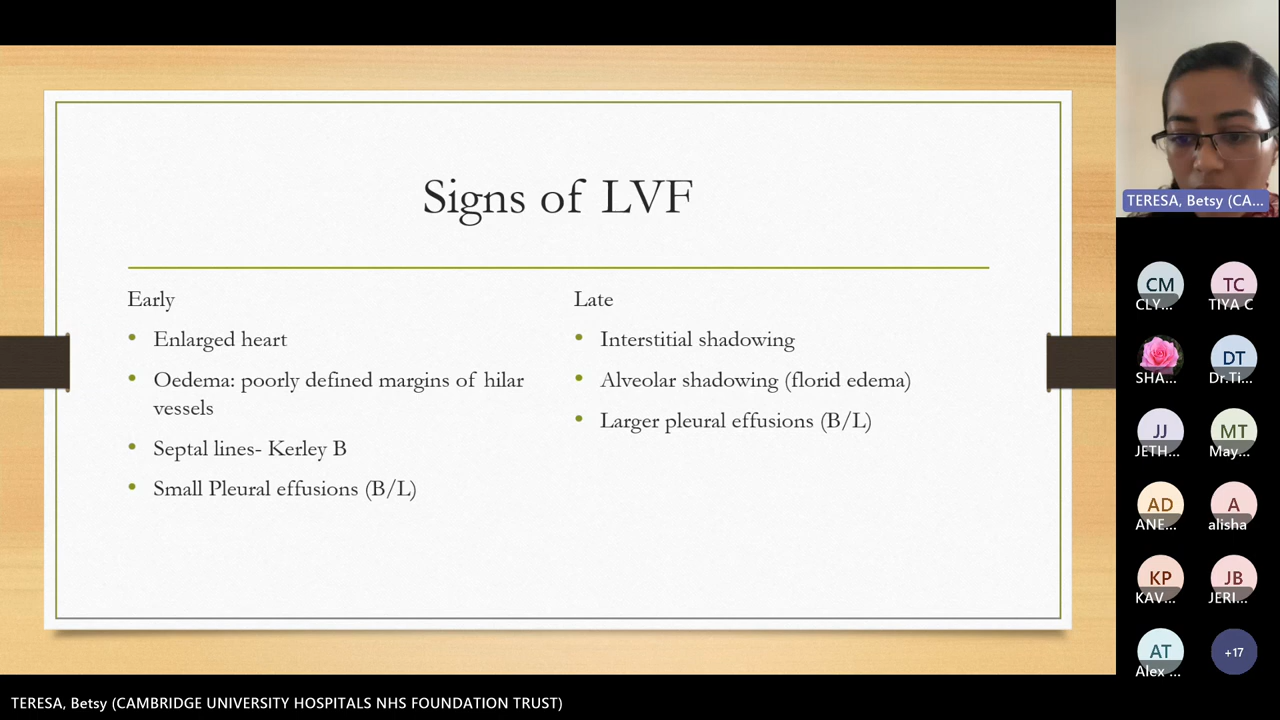 Signs of LVF
Early
• Enlarged heart
• Oedema: poorly defined margins of hilar
vessels
• Septal lines- Kerley B
• Small Pleural effusions (B/L)
Late
• Interstitial shadowing
• Alveolar shadowing (florid edema)
• Larger pleural effusions (B/L)
TERESA, Betsy (CA...
CM
CLY...
TC
TIYA C
SHA...
DT
Dr.Ti...
JJ
JETH...
MT
May...
AD
ANE...
A
alisha
KP
KAV...
JB
JERI...
AT
Alex ...
+17
TERESA, Betsy (CAMBRIDGE UNIVERSITY HOSPITALS NHS FOUNDATION TRUST)